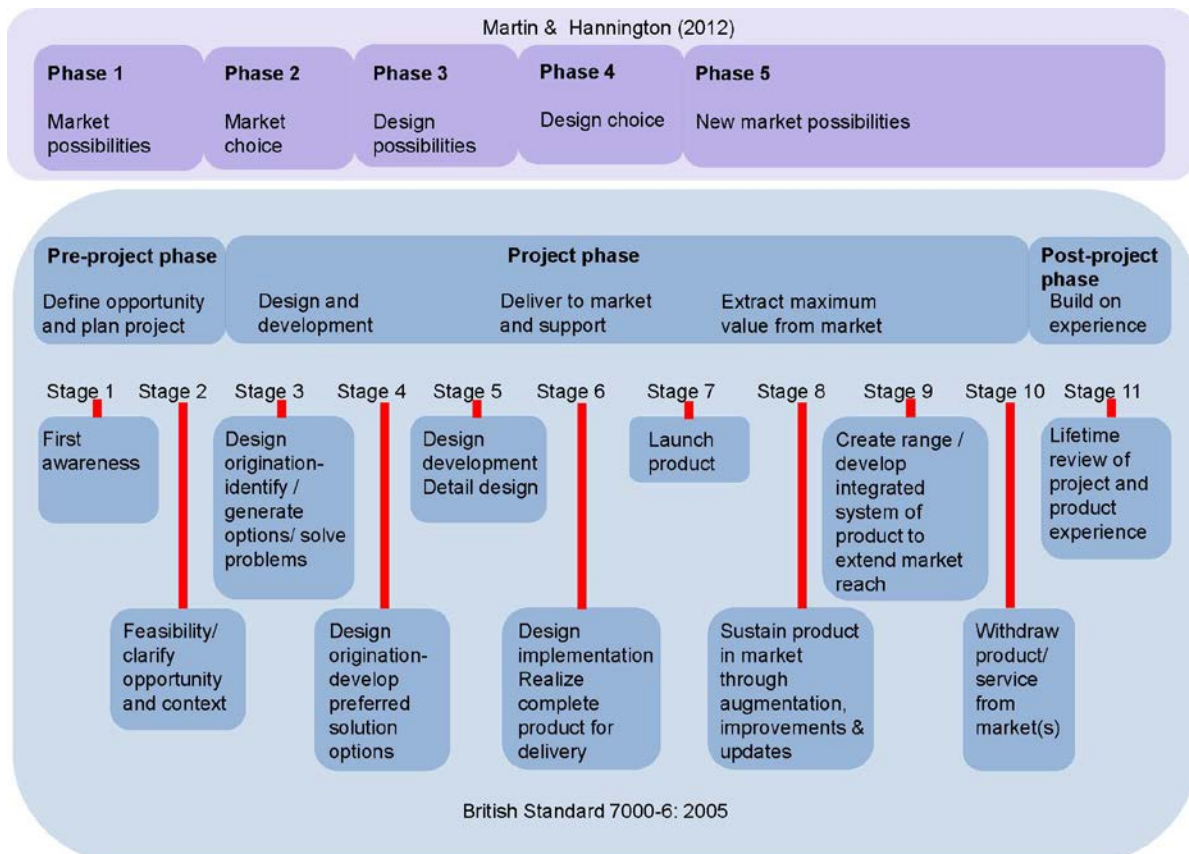 Martin & Hannington (2012)
Phase 1
Market
possibilities
Phase 2
Market
choice
Phase 3
Design
possibilities
Phase 4
Design choice
Phase 5
New market possibilities
Pre-project phase
Define opportunity
and plan project
Project phase
Design and
development
Deliver to market
and support
Extract maximum
value from market
Post-project
phase
Build on
experience
Stage 1
First
awareness
Stage 2
Feasibility/
clarify
opportunity
and context
Stage 3
Design
origination-
identify /
generate
options/ solve
problems
Stage 4
Design
origination-
develop
preferred
solution
options
Stage 5
Design
development
Detail design
Stage 6
Design
implementation
Realize
complete
product for
delivery
Stage 7
Launch
product
Stage 8
Sustain product
in market
through
augmentation,
improvements &
updates
Stage 9
Create range /
develop
integrated
system of
product to
extend market
reach
Stage 10
Withdraw
product/
service
from
market(s)
Stage 11
Lifetime
review of
project and
product
experience
British Standard 7000-6: 2005